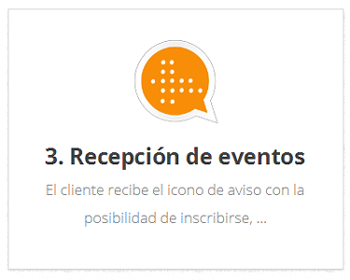 3. Recepción de eventos
El cliente recibe el icono de aviso con la
posibilidad de inscribirse, ...